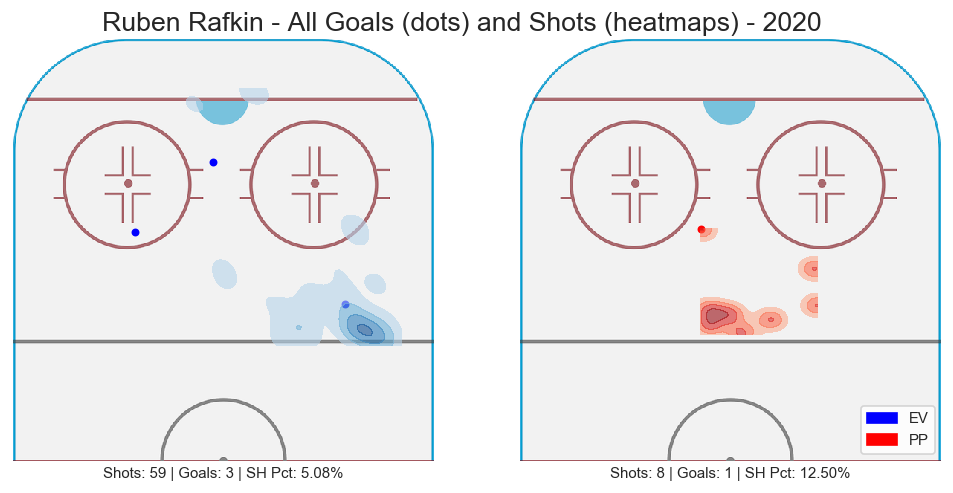 Ruben Rafkin - All Goals (dots) and Shots (heatmaps) - 2020
EV
PP
Shots: 59 | Goals: 3 | SH Pct: 5.08%
Shots: 8 | Goals: 1 | SH Pct: 12.50%